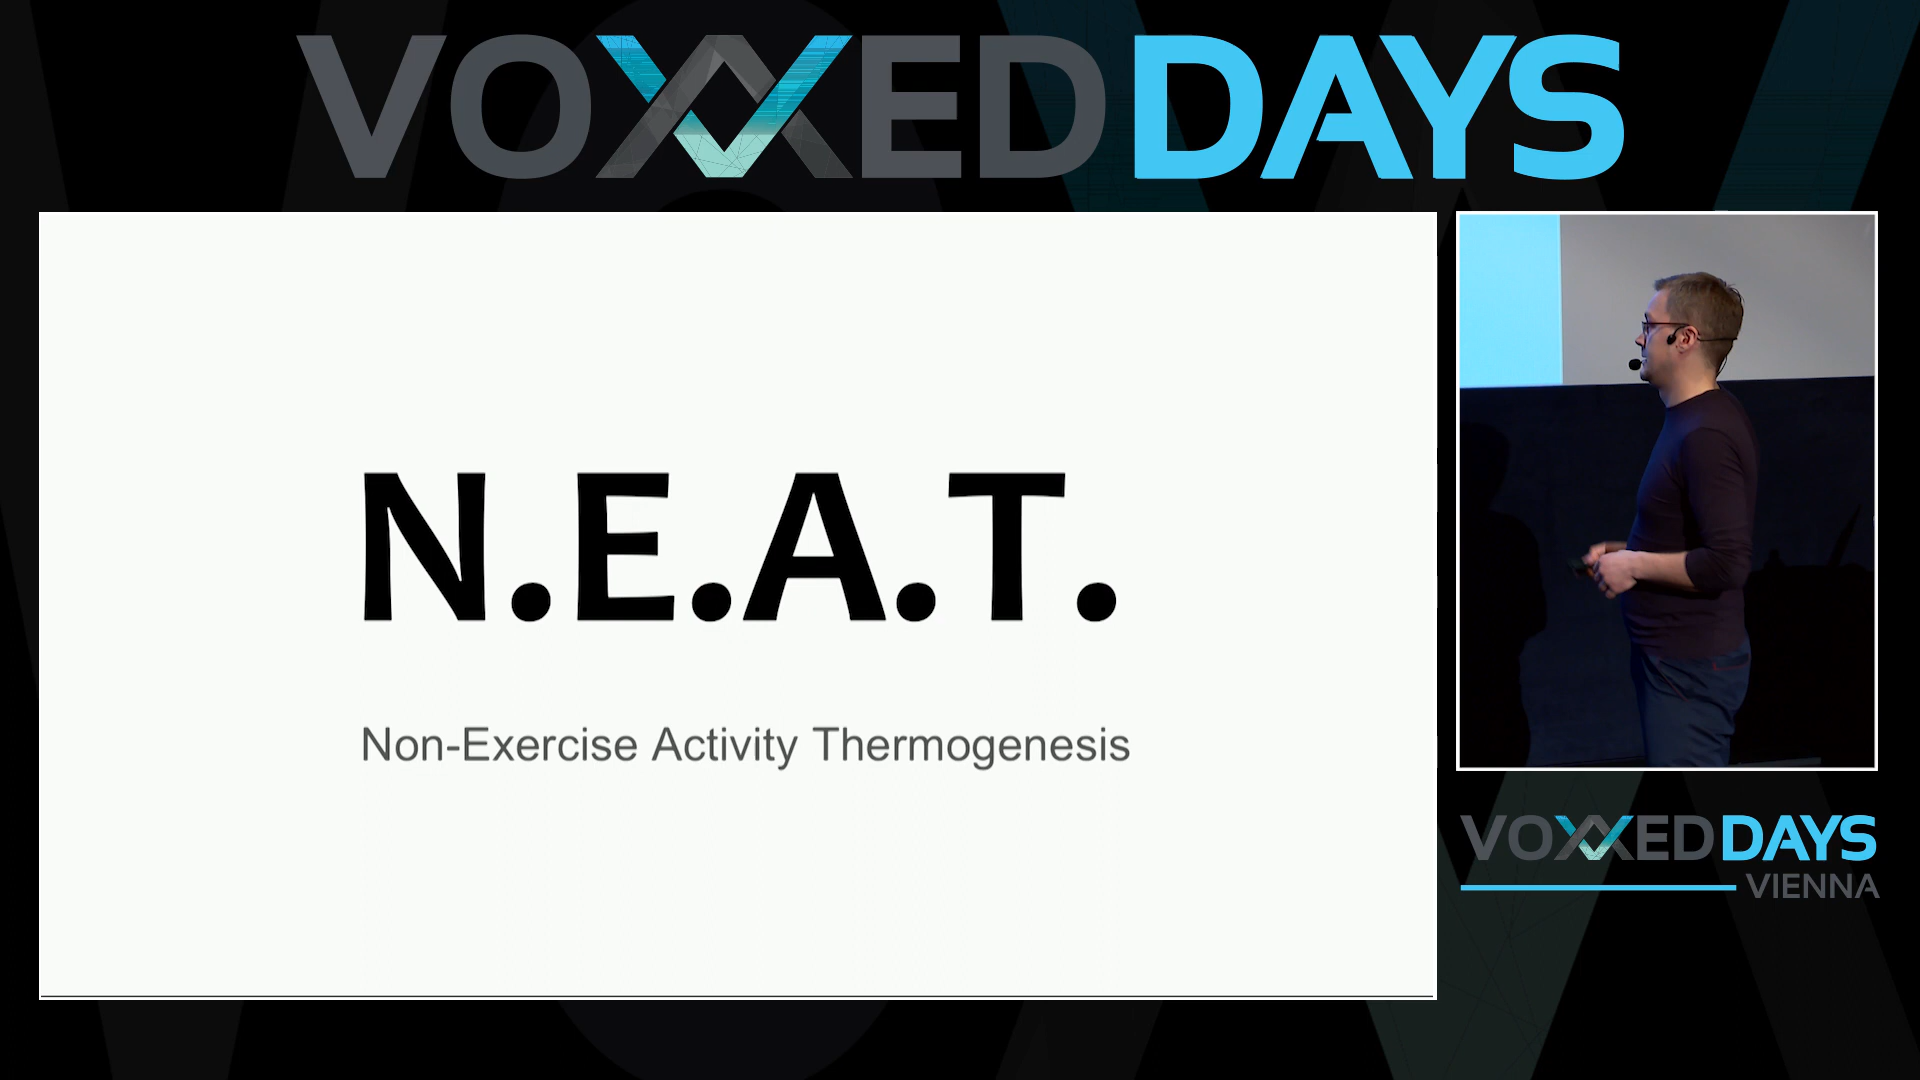 VOXXED DAYS
N.E.A.T.
Non-Exercise Activity Thermogenesis
VOXXED DAYS
VIENNA